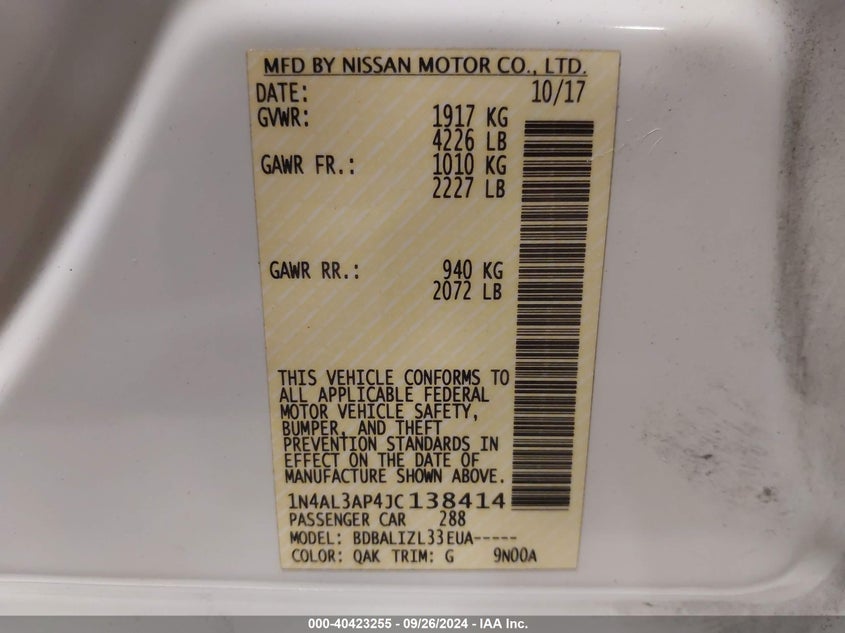 MFD BY NISSAN MOTOR CO., LTD.
DATE: 10/17
GVWR: 1917 KG
4226 LB
GAWR FR.: 1010 KG
2227 LB
GAWR RR.: 940 KG
2072 LB
THIS VEHICLE CONFORMS TO
ALL APPLICABLE FEDERAL
MOTOR VEHICLE SAFETY,
BUMPER, AND THEFT
PREVENTION STANDARDS IN
EFFECT ON THE DATE OF
MANUFACTURE SHOWN ABOVE.
1N4AL3AP4JC138414
PASSENGER CAR 288
MODEL: BDBALIZL33EUA-----
COLOR: QAK TRIM: G 9N00A
000-40423255 - 09/26/2024 - IAA Inc.